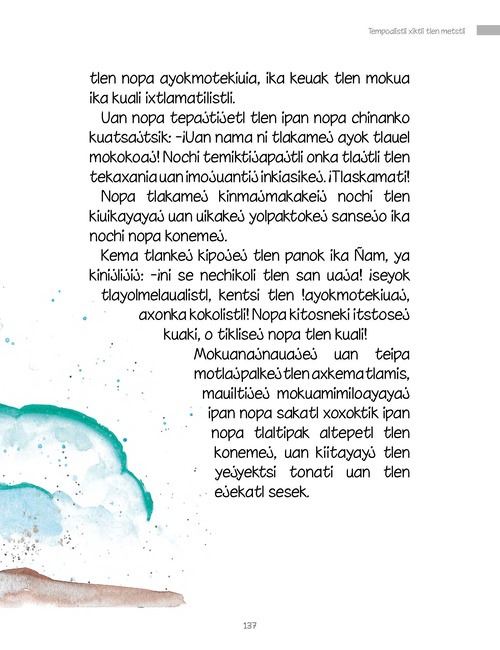 Tempoalistli xiktli tlen metstli
tlen nopa ayokmotekiuia, ika keuak tlen mokua
ika kuali ixtlamatilistli.
Uan nopa tepajtijetl tlen ipan nopa chinanko
kuatsajtsik: -¡Uan nama ni tlakamej ayok tlauel
mokokoaj! Nochi temiktijapajtli onka tlajtli tlen
tekaxania uan imojuantij inkiasikej. ¡Tlaskamati!
Nopa tlakamej kinmajmakakej nochi tlen
kiuikayayaj uan uikakej yolpaktokej sansejo ika
nochi nopa konemej.
Kema tlankej kipojej tlen panok ika Ñam, ya
kinijlijij: -¡ni se nechikoli tlen san uaja! ¡seyok
tlayolmelaualistli, kentsi tlen !ayokmotekiuaj,
axonka kokolistli! Nopa kitosneki itstosej
kuaki, o tiklisej nopa tlen kuali!
Mokuanajnauajej uan teipa
motlajpalkej tlen axkema tlamis,
mauiltijej mokuamimiloayayaj
ipan nopa sakatl xoxoktik ipan
nopa tlaltipak altepetl tlen
konemej, uan kiitayayj tlen
yejyektsi tonati uan tlen
ejekatl sesek.
137